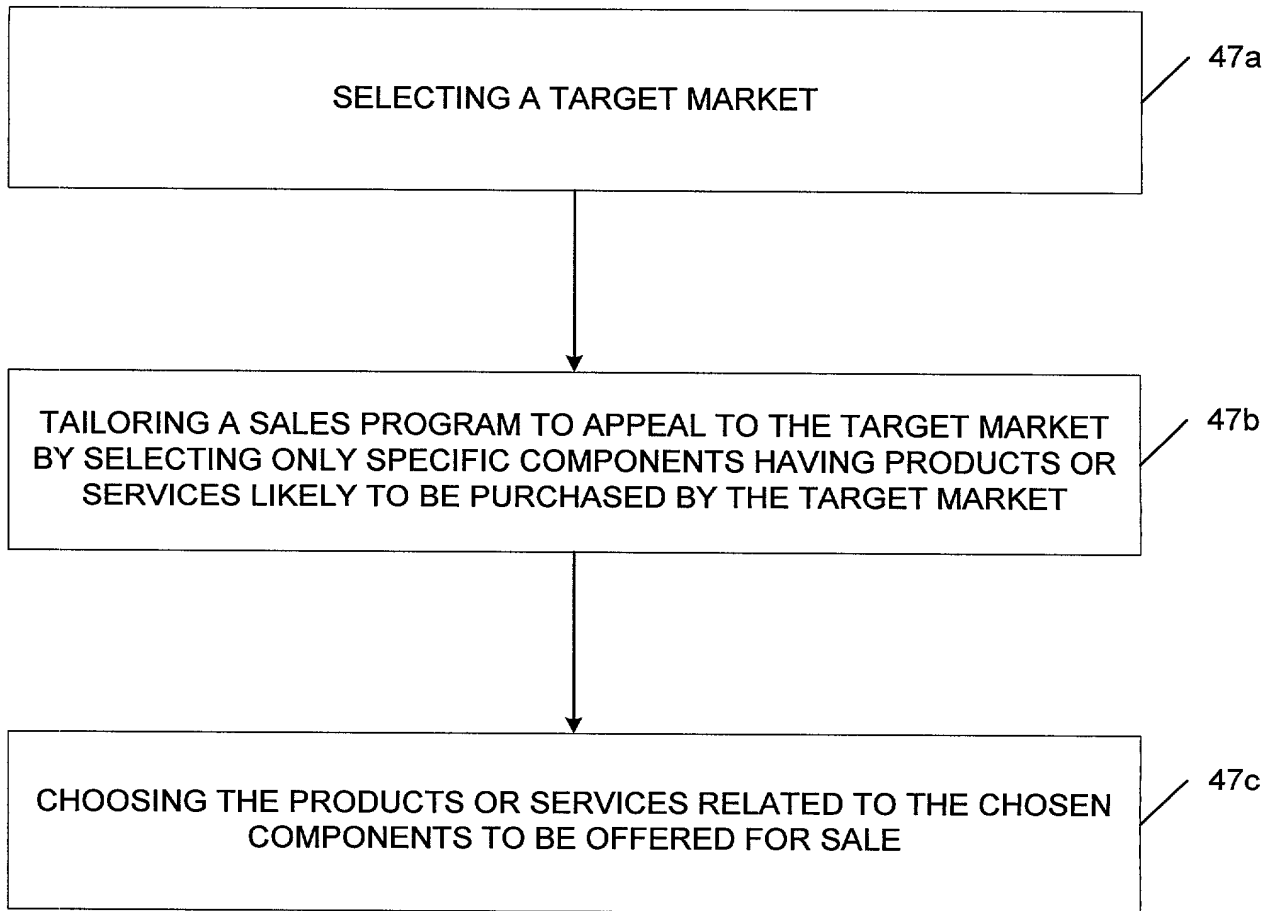 SELECTING A TARGET MARKET
47a
TAILORING A SALES PROGRAM TO APPEAL TO THE TARGET MARKET
BY SELECTING ONLY SPECIFIC COMPONENTS HAVING PRODUCTS OR
SERVICES LIKELY TO BE PURCHASED BY THE TARGET MARKET
47b
CHOOSING THE PRODUCTS OR SERVICES RELATED TO THE CHOSEN
COMPONENTS TO BE OFFERED FOR SALE
47c